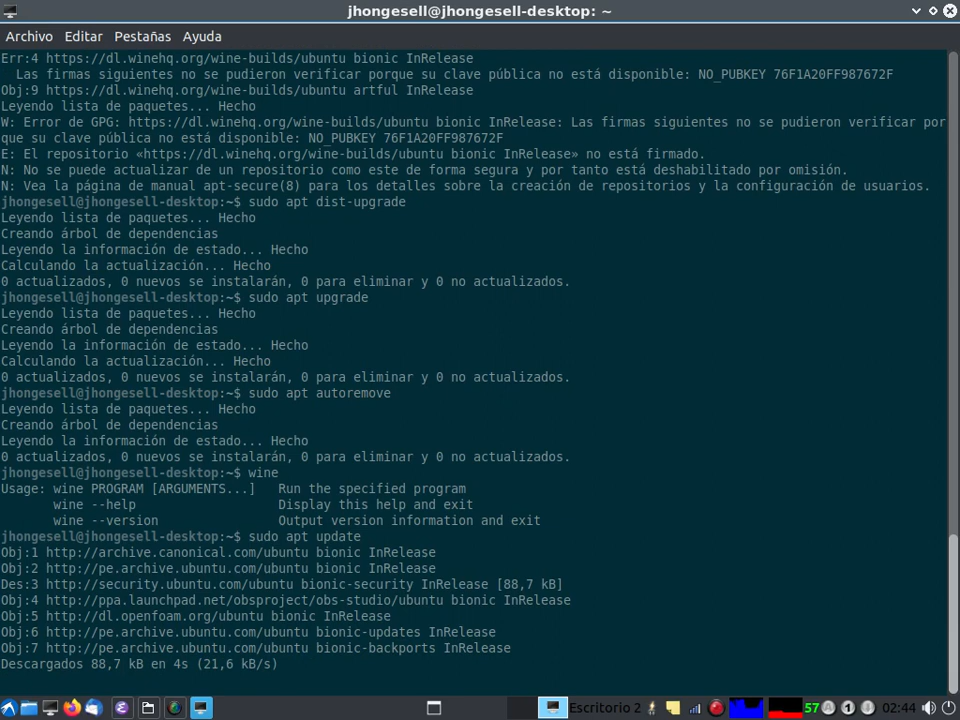 jhongesell@jhongesell-desktop: ~
Archivo Editar Pestañas Ayuda
Err:4 https://dl.winehq.org/wine-builds/ubuntu bionic InRelease
  Las firmas siguientes no se pudieron verificar porque su clave pública no está disponible: NO_PUBKEY 76F1A20FF987672F
Obj:9 https://dl.winehq.org/wine-builds/ubuntu artful InRelease
Leyendo lista de paquetes... Hecho
W: Error de GPG: https://dl.winehq.org/wine-builds/ubuntu bionic InRelease: Las firmas siguientes no se pudieron verificar por
que su clave pública no está disponible: NO_PUBKEY 76F1A20FF987672F
E: El repositorio «https://dl.winehq.org/wine-builds/ubuntu bionic InRelease» no está firmado.
N: No se puede actualizar de un repositorio como este de forma segura y por tanto está deshabilitado por omisión.
N: Vea la página de manual apt-secure(8) para los detalles sobre la creación de repositorios y la configuración de usuarios.
jhongesell@jhongesell-desktop:~$ sudo apt dist-upgrade
Leyendo lista de paquetes... Hecho
Creando árbol de dependencias
Leyendo la información de estado... Hecho
Calculando la actualización... Hecho
0 actualizados, 0 nuevos se instalarán, 0 para eliminar y 0 no actualizados.
jhongesell@jhongesell-desktop:~$ sudo apt upgrade
Leyendo lista de paquetes... Hecho
Creando árbol de dependencias
Leyendo la información de estado... Hecho
Calculando la actualización... Hecho
0 actualizados, 0 nuevos se instalarán, 0 para eliminar y 0 no actualizados.
jhongesell@jhongesell-desktop:~$ sudo apt autoremove
Leyendo lista de paquetes... Hecho
Creando árbol de dependencias
Leyendo la información de estado... Hecho
0 actualizados, 0 nuevos se instalarán, 0 para eliminar y 0 no actualizados.
jhongesell@jhongesell-desktop:~$ wine
Usage: wine PROGRAM [ARGUMENTS...]   Run the specified program
       wine --help                   Display this help and exit
       wine --version                Output version information and exit
jhongesell@jhongesell-desktop:~$ sudo apt update
Obj:1 http://archive.canonical.com/ubuntu bionic InRelease
Obj:2 http://pe.archive.ubuntu.com/ubuntu bionic InRelease
Des:3 http://security.ubuntu.com/ubuntu bionic-security InRelease [88,7 kB]
Obj:4 http://ppa.launchpad.net/obsproject/obs-studio/ubuntu bionic InRelease
Obj:5 http://dl.openfoam.org/ubuntu bionic InRelease
Obj:6 http://pe.archive.ubuntu.com/ubuntu bionic-updates InRelease
Obj:7 http://pe.archive.ubuntu.com/ubuntu bionic-backports InRelease
Descargados 88,7 kB en 4s (21,6 kB/s)
Escritorio 2 57 A 1 02:44